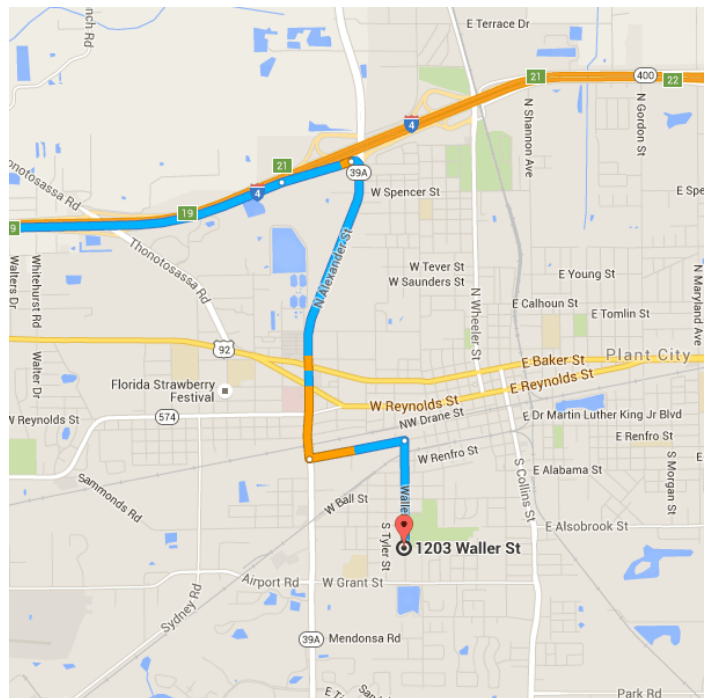 E Terrace Dr
nch Rd
21
400
22
N Shannon Ave
N Gordon St
4
21
39A
W Spencer St
E Spe
Thonotosassa Rd
4
19
9
Thonotosassa Rd
Walters Dr
Whitehurst Rd
N Alexander St
W Tever St
W Saunders St
E Young St
N Maryland Ave
E Calhoun St
E Tomlin St
N Wheeler St
92
Walter Dr
E Baker St
Plant City
Florida Strawberry
Festival
E Reynolds St
W Reynolds St
W Reynolds St
574
NW Drane St
E Dr Martin Luther King Jr Blvd
E Renfro St
W Renfro St
S Collins St
E Alabama St
S Morgan St
Sammonds Rd
W Ball St
Walle
S Tyler St
E Alsobrook St
1203 Waller St
Airport Rd
W Grant St
Sydney Rd
39A
Mendonsa Rd
Park Rd